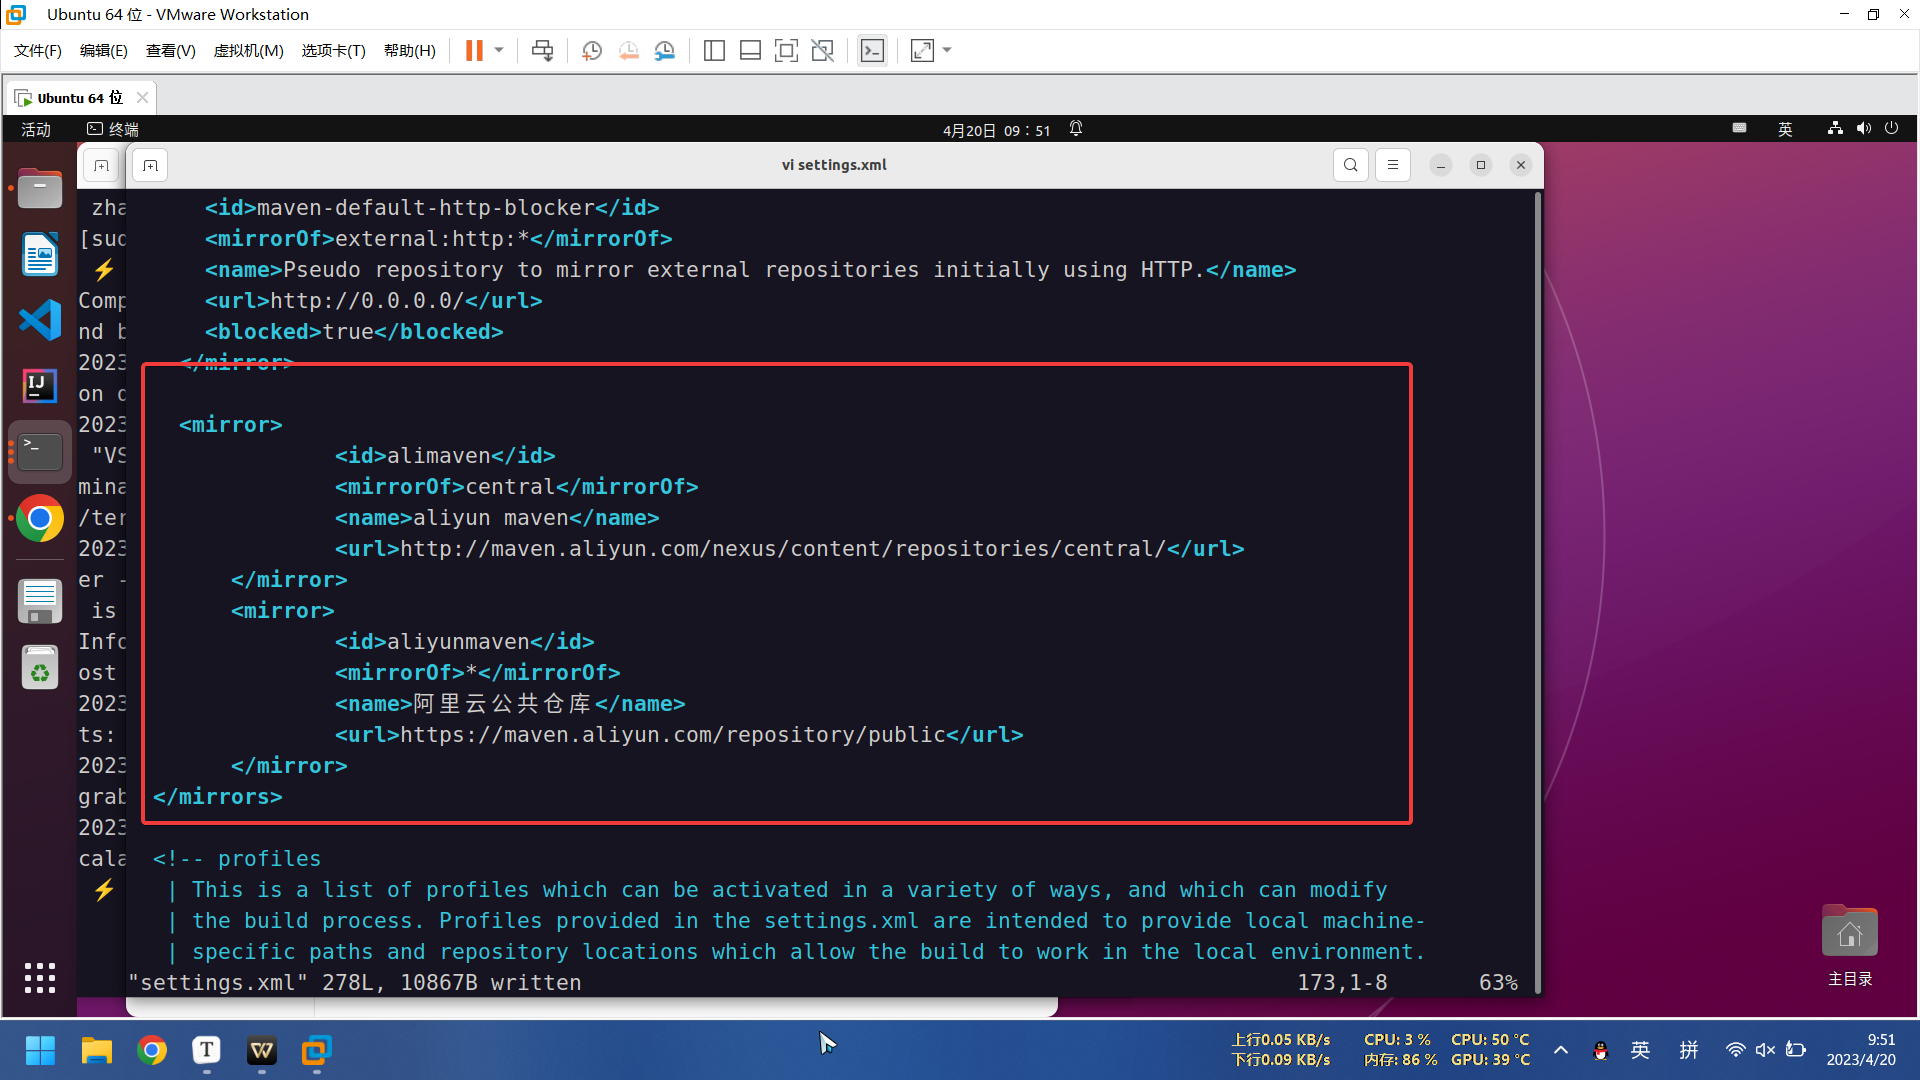 Ubuntu 64 位 - VMware Workstation
文件(F) 编辑(E) 查看(V) 虚拟机(M) 选项卡(T) 帮助(H)
Ubuntu 64 位
活动 终端 4月20日 09：51 英
vi settings.xml
zha
[sud
Comp
nd b
2023
on d
2023
"VS
mina
/ter
2023
er -
is
Info
ost
2023
ts:
2023
grab
2023
cala
<id>maven-default-http-blocker</id>
<mirrorOf>external:http:*</mirrorOf>
<name>Pseudo repository to mirror external repositories initially using HTTP.</name>
<url>http://0.0.0.0/</url>
<blocked>true</blocked>
</mirror>
<mirror>
<id>alimaven</id>
<mirrorOf>central</mirrorOf>
<name>aliyun maven</name>
<url>http://maven.aliyun.com/nexus/content/repositories/central/</url>
</mirror>
<mirror>
<id>aliyunmaven</id>
<mirrorOf>*</mirrorOf>
<name>阿里云公共仓库</name>
<url>https://maven.aliyun.com/repository/public</url>
</mirror>
</mirrors>
<!-- profiles
| This is a list of profiles which can be activated in a variety of ways, and which can modify
| the build process. Profiles provided in the settings.xml are intended to provide local machine-
| specific paths and repository locations which allow the build to work in the local environment.
"settings.xml" 278L, 10867B written 173,1-8 63%
主目录
上行0.05 KB/s CPU: 3 % CPU: 50 °C
下行0.09 KB/s 内存: 86 % GPU: 39 °C
英 拼
9:51
2023/4/20